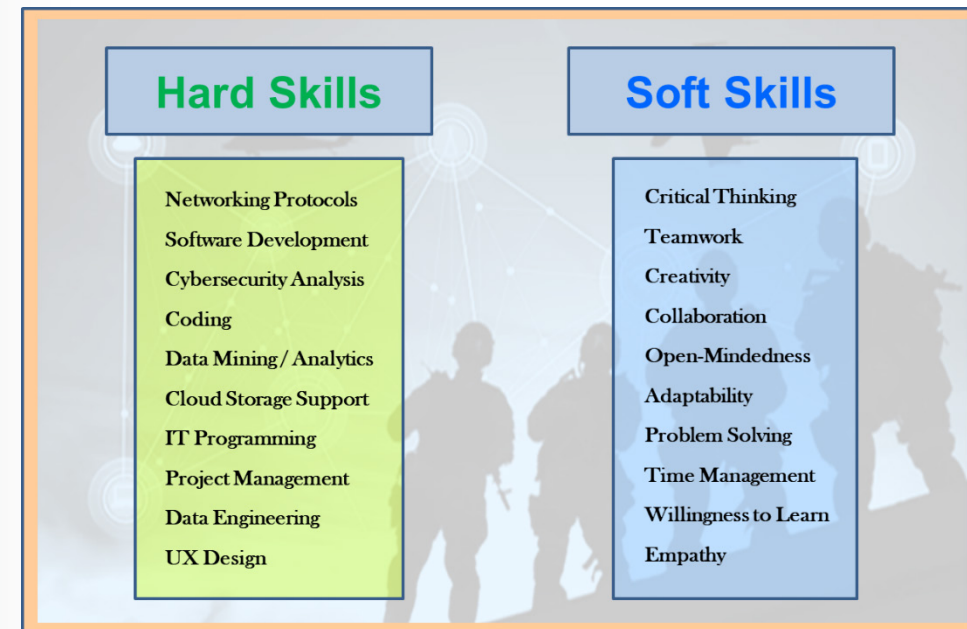 Hard Skills
Networking Protocols
Software Development
Cybersecurity Analysis
Coding
Data Mining / Analytics
Cloud Storage Support
IT Programming
Project Management
Data Engineering
UX Design
Soft Skills
Critical Thinking
Teamwork
Creativity
Collaboration
Open-Mindedness
Adaptability
Problem Solving
Time Management
Willingness to Learn
Empathy